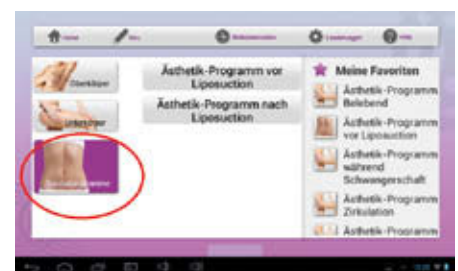 Home
Oberkörper
Unterkörper
Ästhetik-Programm vor
Liposuction
Ästhetik-Programm nach
Liposuction
Meine Favoriten
Ästhetik-Programm
Belebend
Ästhetik-Programm
vor Liposuction
Ästhetik-Programm
während
Schwangerschaft
Ästhetik-Programm
Zirkulation
Ästhetik-Programm